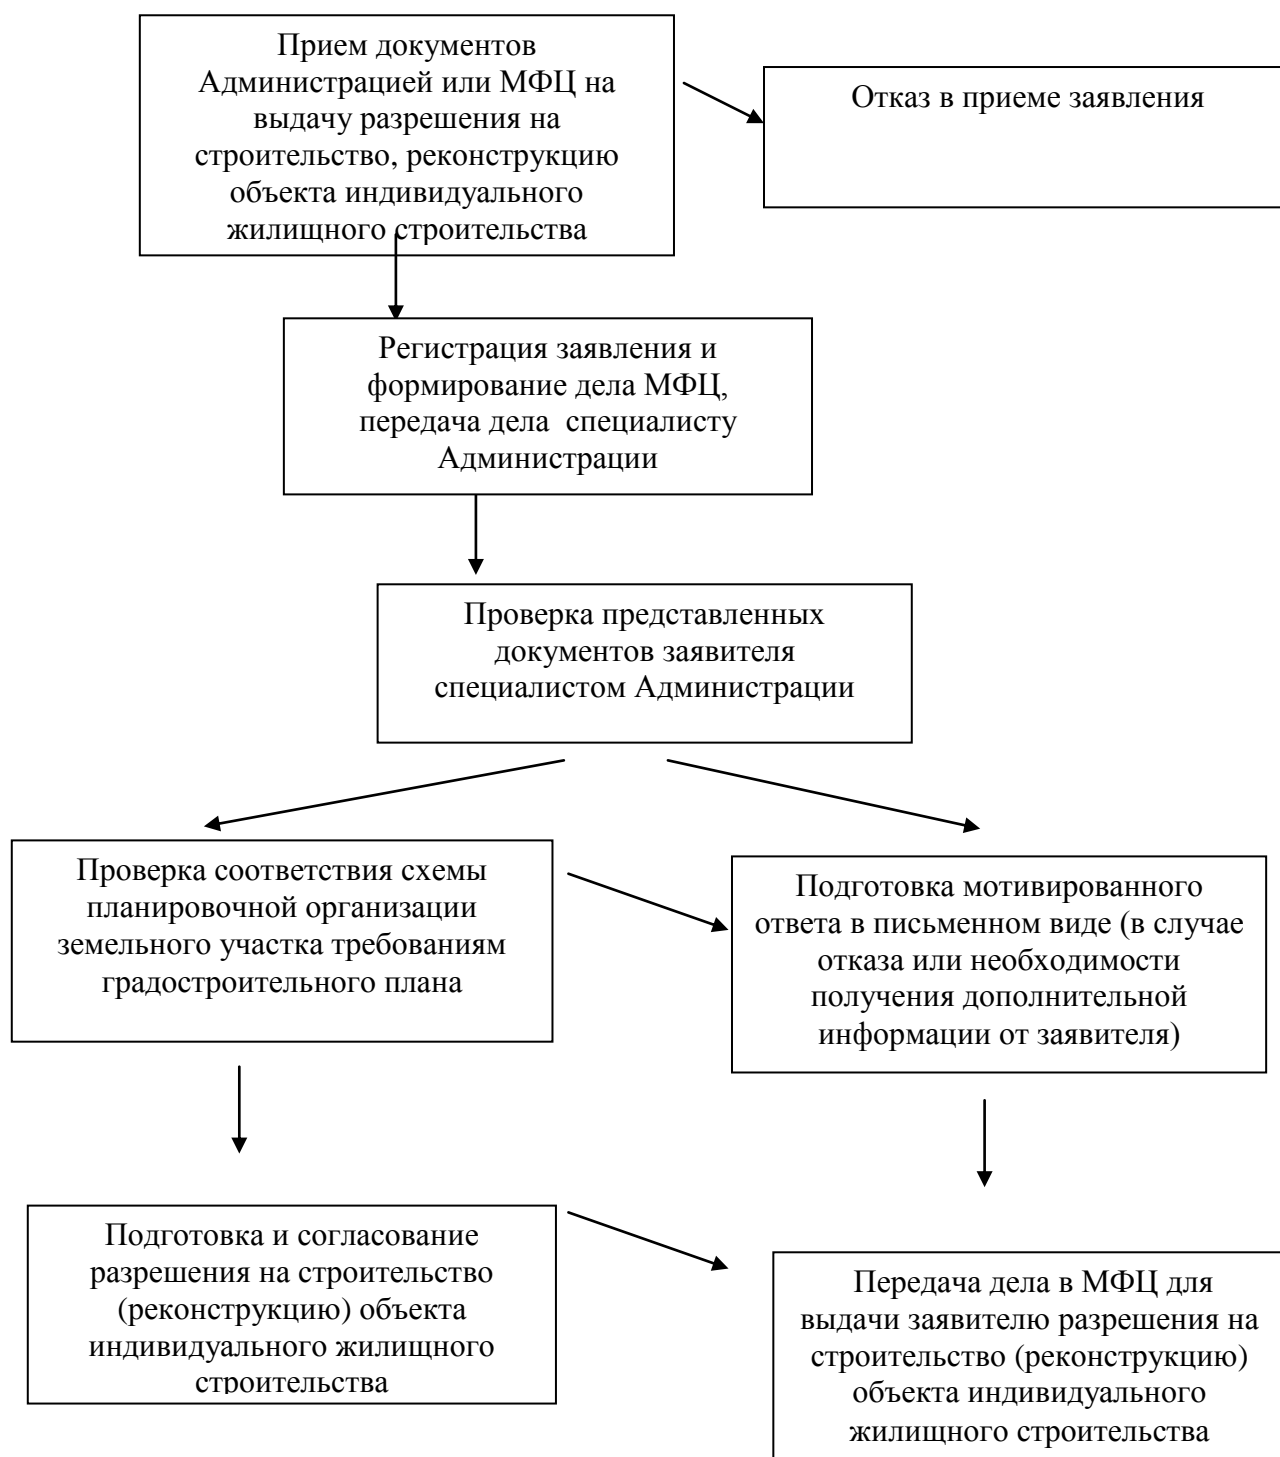 Прием документов
Администрацией или МФЦ на
выдачу разрешения на
строительство, реконструкцию
объекта индивидуального
жилищного строительства
Отказ в приеме заявления
Регистрация заявления и
формирование дела МФЦ,
передача дела специалисту
Администрации
Проверка представленных
документов заявителя
специалистом Администрации
Проверка соответствия схемы
планировочной организации
земельного участка требованиям
градостроительного плана
Подготовка мотивированного
ответа в письменном виде (в случае
отказа или необходимости
получения дополнительной
информации от заявителя)
Подготовка и согласование
разрешения на строительство
(реконструкцию) объекта
индивидуального жилищного
строительства
Передача дела в МФЦ для
выдачи заявителю разрешения на
строительство (реконструкцию)
объекта индивидуального
жилищного строительства